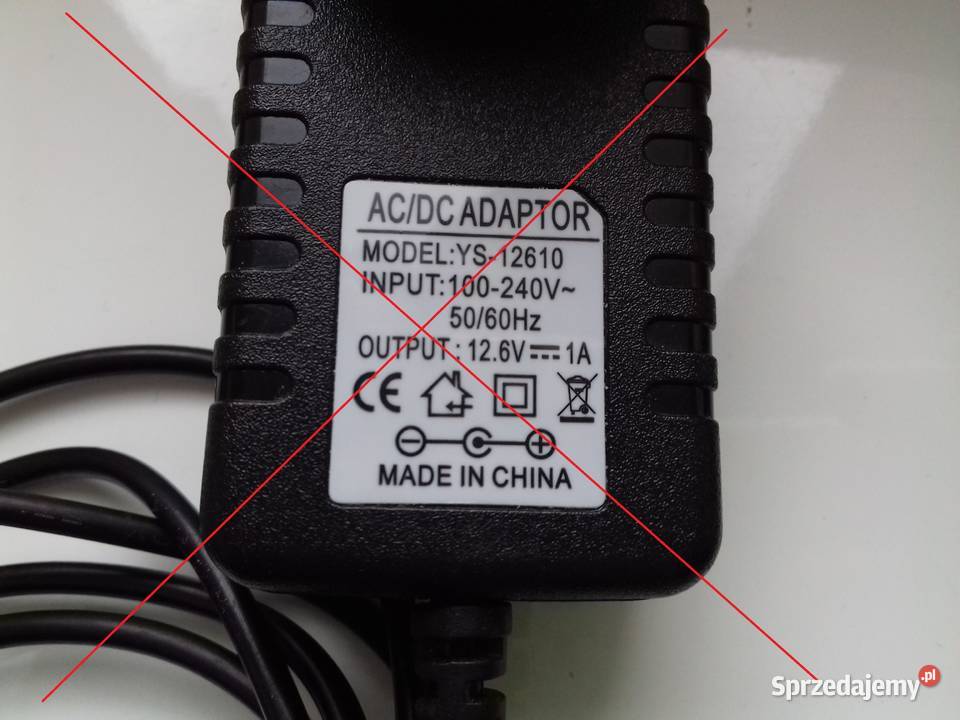 AC/DC ADAPTOR
MODEL:YS-12610
INPUT:100-240V~
50/60Hz
OUTPUT: 12.6V⎓1A
CE
MADE IN CHINA
Sprzedajemy.pl